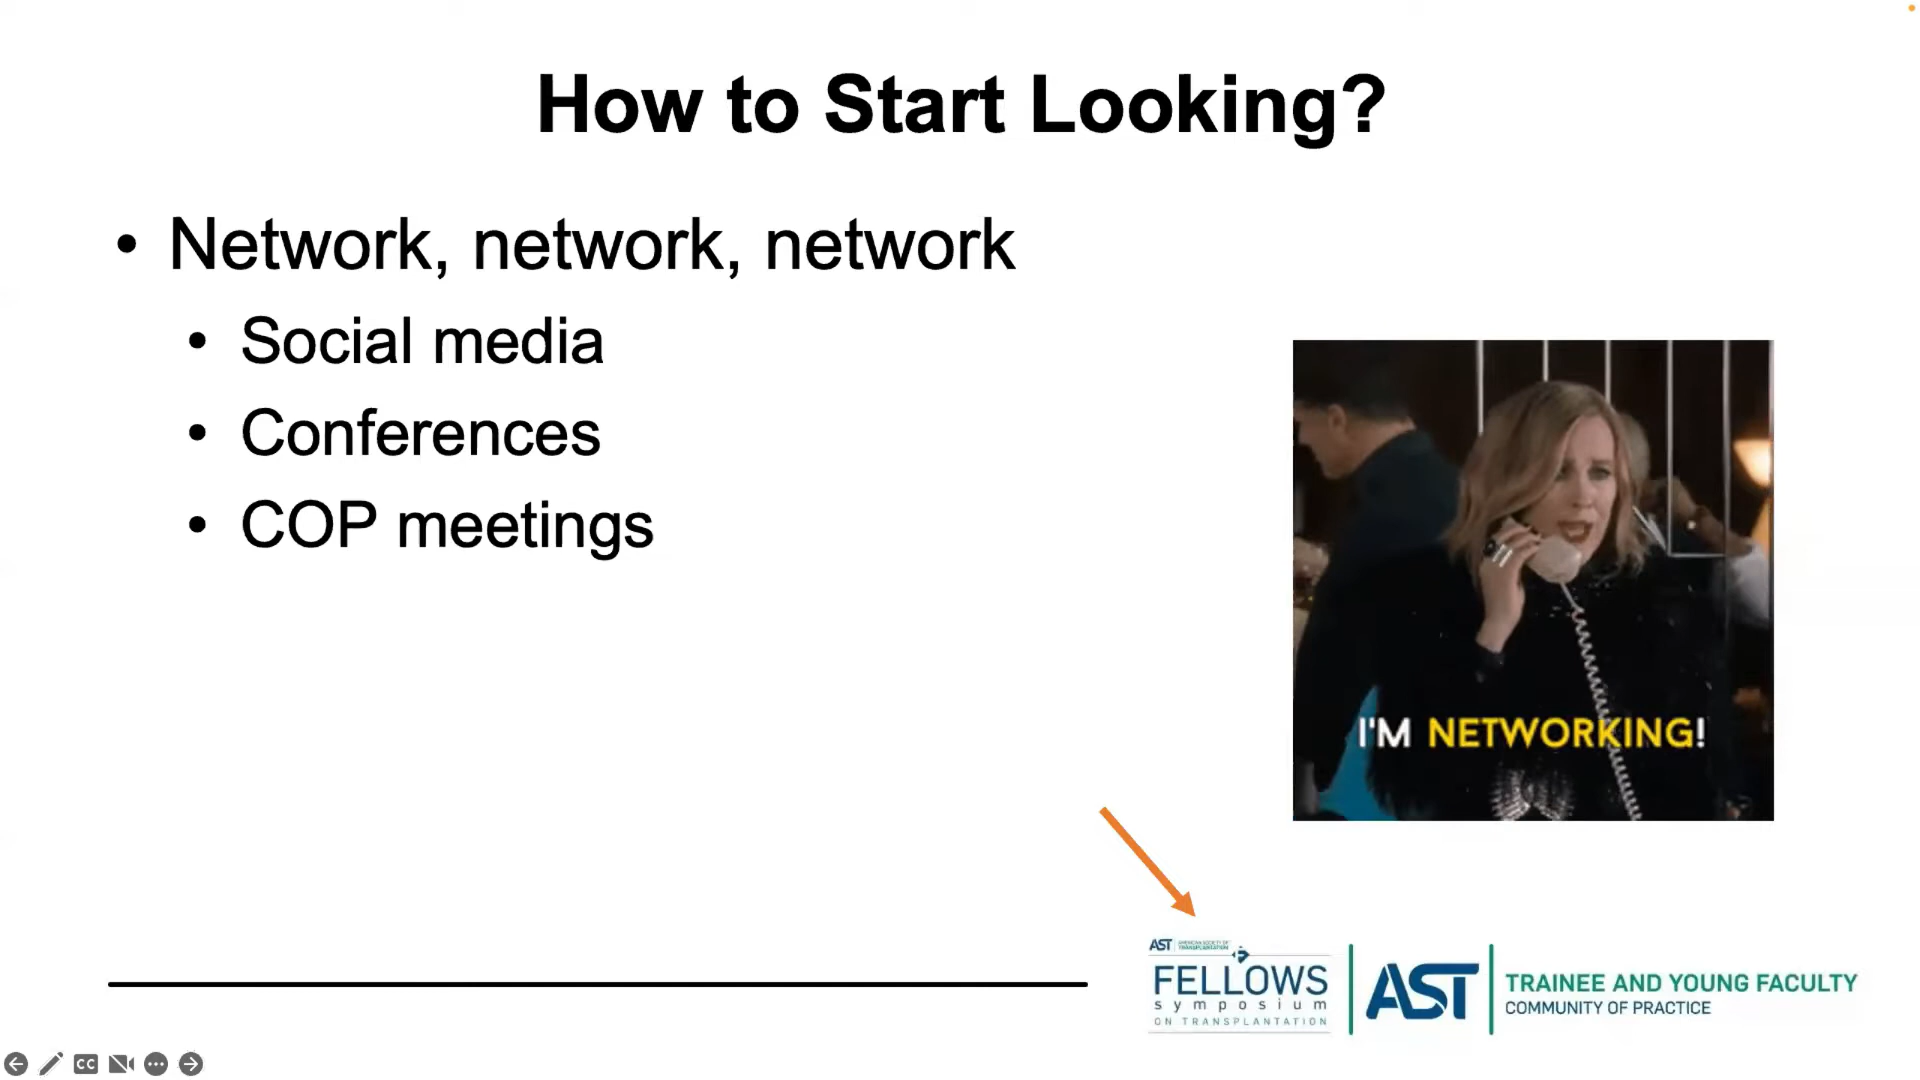 How to Start Looking?
• Network, network, network
• Social media
• Conferences
• COP meetings
I'M NETWORKING!
AST AMERICAN SOCIETY OF
TRANSPLANTATION
FELLOWS
symposium
ON TRANSPLANTATION
AST
TRAINEE AND YOUNG FACULTY
COMMUNITY OF PRACTICE
CC